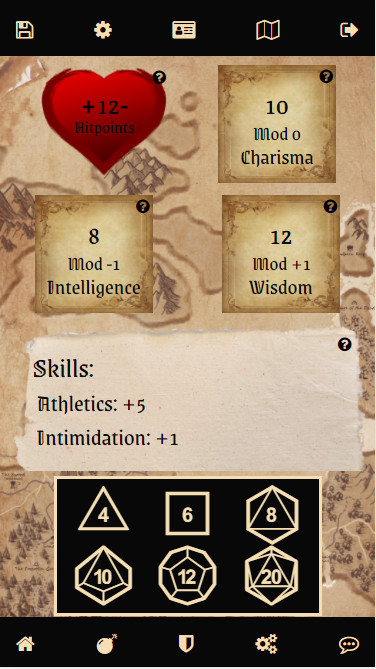 +12-
Hitpoints
10
Mod 0
Charisma
8
Mod -1
Intelligence
12
Mod +1
Wisdom
Skills:
Athletics: +5
Intimidation: +1
4
6
8
10
12
20